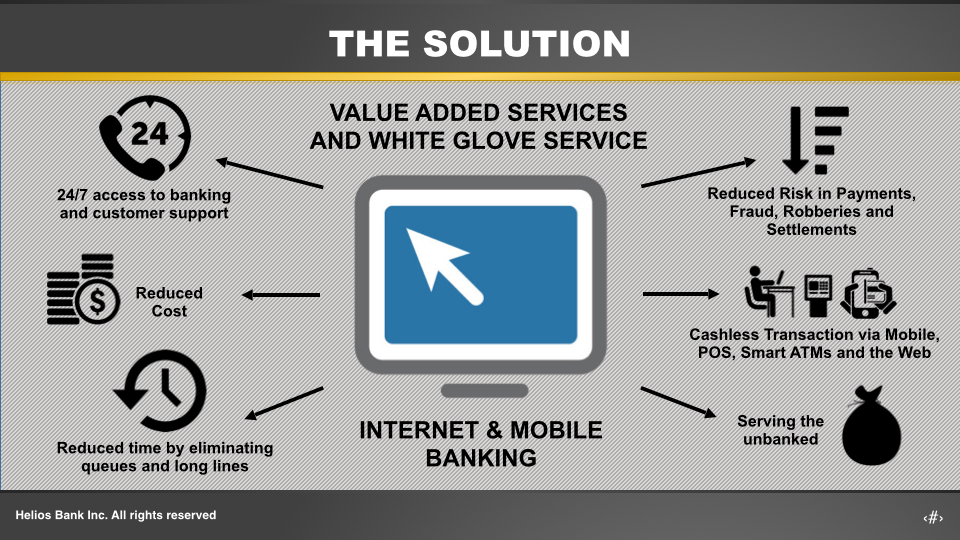 THE SOLUTION
VALUE ADDED SERVICES
AND WHITE GLOVE SERVICE
24
24/7 access to banking
and customer support
Reduced
Cost
$
Reduced time by eliminating
queues and long lines
Reduced Risk in Payments,
Fraud, Robberies and
Settlements
Cashless Transaction via Mobile,
POS, Smart ATMs and the Web
Serving the
unbanked
INTERNET & MOBILE
BANKING
Helios Bank Inc. All rights reserved
‹#›